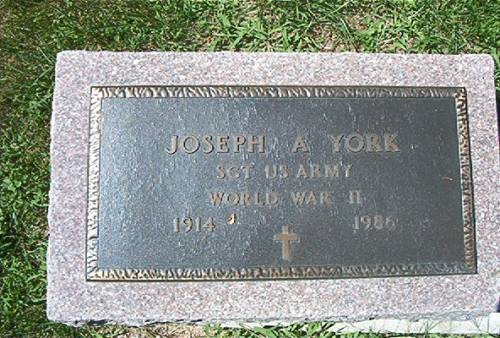 JOSEPH A YORK
SGT US ARMY
WORLD WAR II
1914 1986